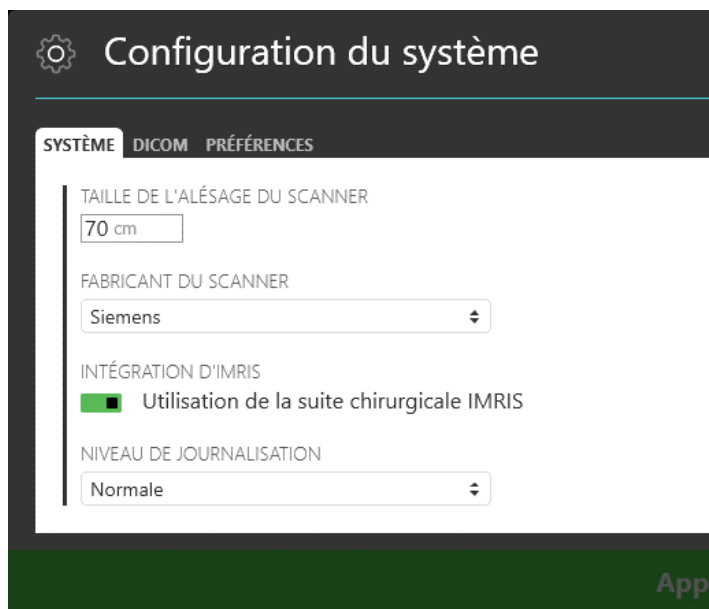 Configuration du système
SYSTÈME DICOM PRÉFÉRENCES
TAILLE DE L'ALÉSAGE DU SCANNER
70 cm
FABRICANT DU SCANNER
Siemens
INTÉGRATION D'IMRIS
Utilisation de la suite chirurgicale IMRIS
NIVEAU DE JOURNALISATION
Normale
App